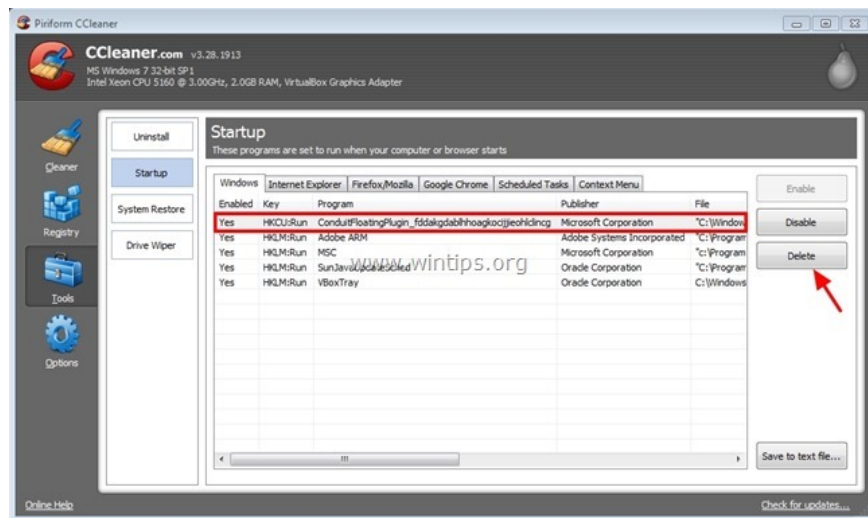 Piriform CCleaner
CCleaner.com v3.28.1913
MS Windows 7 32-bit SP1
Intel Xeon CPU 5160 @ 3.00GHz, 2.0GB RAM, VirtualBox Graphics Adapter
Cleaner
Registry
Tools
Options
Uninstall
Startup
System Restore
Drive Wiper
Startup
These programs are set to run when your computer or browser starts
Windows Internet Explorer Firefox/Mozilla Google Chrome Scheduled Tasks Context Menu
Enabled Key Program Publisher File
Yes HKCU:Run Microsoft Corporation "C:\Window
Yes HKLM:Run Adobe ARM Adobe Systems Incorporated "C:\Program
Yes HKLM:Run MSC Microsoft Corporation "c:\Program
Yes HKLM:Run SunJavaUpdateSched Oracle Corporation "C:\Program
Yes HKLM:Run VBoxTray Oracle Corporation C:\Windows
www.wintips.org
Enable
Disable
Delete
Save to text file...
Online Help
Check for updates...